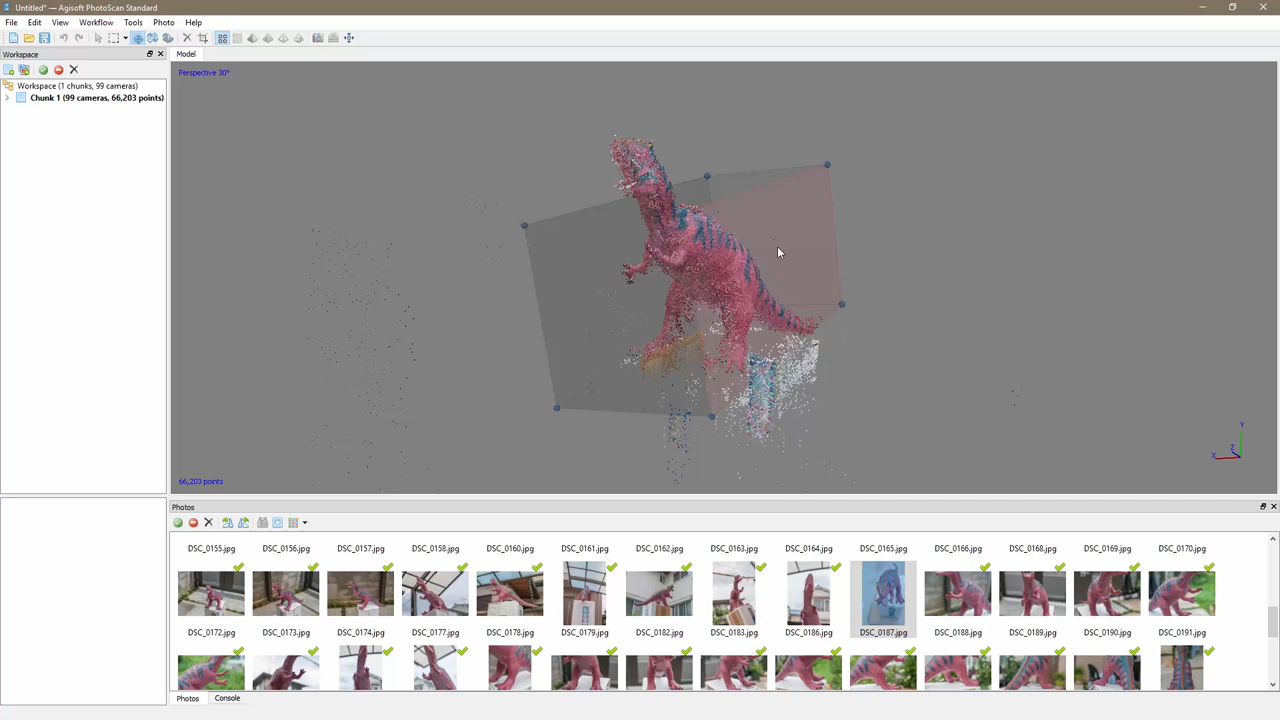 Untitled* — Agisoft PhotoScan Standard
File Edit View Workflow Tools Photo Help
Workspace
Model
Workspace (1 chunks, 99 cameras)
Chunk 1 (99 cameras, 66,203 points)
Perspective 30°
Y
Z
X
66,203 points
Photos
DSC_0155.jpg DSC_0156.jpg DSC_0157.jpg DSC_0158.jpg DSC_0160.jpg DSC_0161.jpg DSC_0162.jpg DSC_0163.jpg DSC_0164.jpg DSC_0165.jpg DSC_0166.jpg DSC_0168.jpg DSC_0169.jpg DSC_0170.jpg
DSC_0172.jpg DSC_0173.jpg DSC_0174.jpg DSC_0177.jpg DSC_0178.jpg DSC_0179.jpg DSC_0182.jpg DSC_0183.jpg DSC_0186.jpg DSC_0187.jpg DSC_0188.jpg DSC_0189.jpg DSC_0190.jpg DSC_0191.jpg
Photos Console